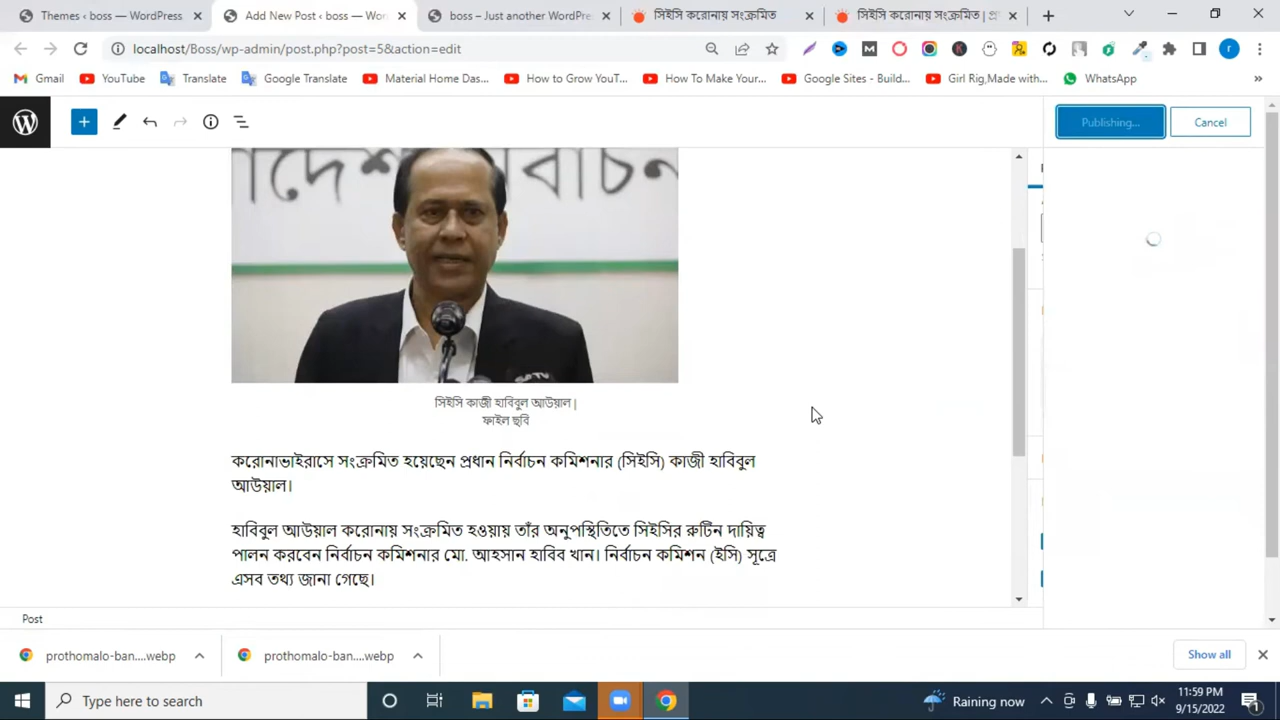 Themes ‹ boss — WordPress
Add New Post ‹ boss — Wor
boss – Just another WordPre
সিইসি করোনায় সংক্রমিত
সিইসি করোনায় সংক্রমিত | প্র
localhost/Boss/wp-admin/post.php?post=5&action=edit
Gmail
YouTube
Translate
Google Translate
Material Home Das...
How to Grow YouT...
How To Make Your...
Google Sites - Build...
Girl Rig,Made with...
WhatsApp
Publishing...
Cancel
সিইসি কাজী হাবিবুল আউয়াল |
ফাইল ছবি
করোনাভাইরাসে সংক্রমিত হয়েছেন প্রধান নির্বাচন কমিশনার (সিইসি) কাজী হাবিবুল
আউয়াল।
হাবিবুল আউয়াল করোনায় সংক্রমিত হওয়ায় তাঁর অনুপস্থিতিতে সিইসির রুটিন দায়িত্ব
পালন করবেন নির্বাচন কমিশনার মো. আহসান হাবিব খান। নির্বাচন কমিশন (ইসি) সূত্রে
এসব তথ্য জানা গেছে।
Post
prothomalo-ban....webp
prothomalo-ban....webp
Show all
Type here to search
Raining now
11:59 PM
9/15/2022